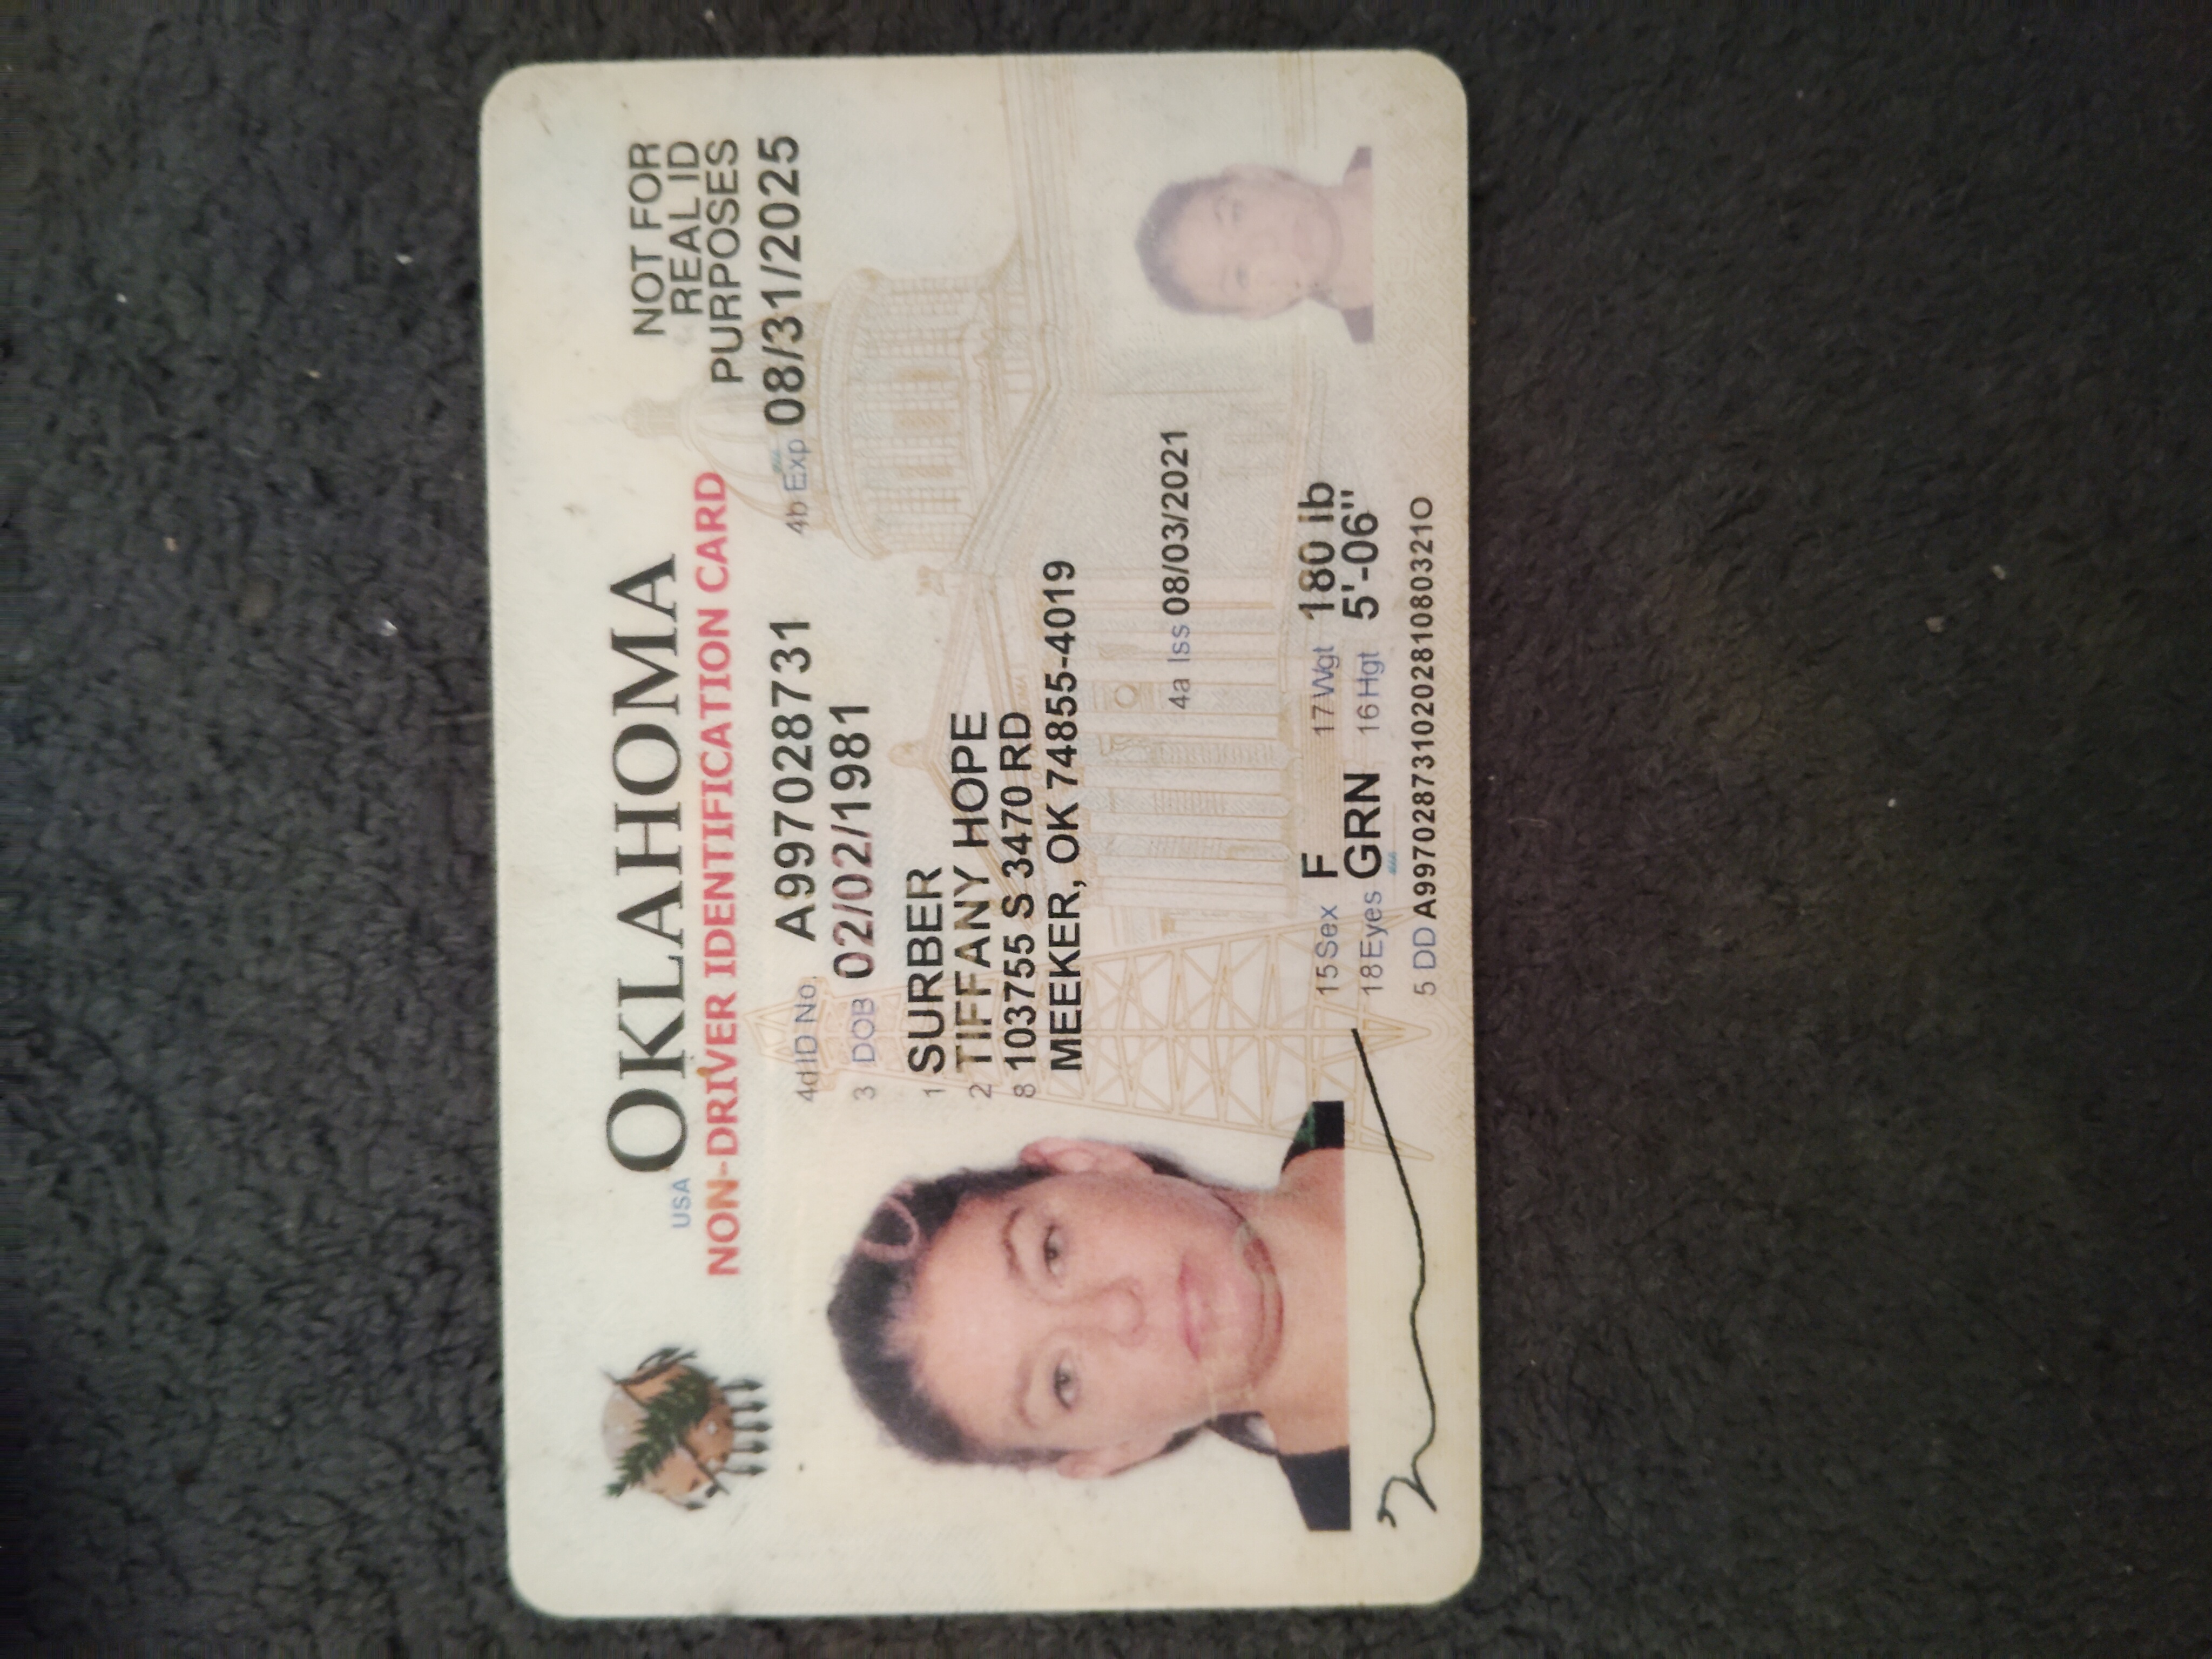 USA OKLAHOMA
NON-DRIVER IDENTIFICATION CARD
NOT FOR
REAL ID
PURPOSES
4d ID No. A997028731
4b Exp 08/31/2025
3 DOB 02/02/1981
1 SURBER
2 TIFFANY HOPE
8 103755 S 3470 RD
MEEKER, OK 74855-4019
4a Iss 08/03/2021
15 Sex F 17 Wgt 180 lb
18 Eyes GRN 16 Hgt 5'-06"
5 DD A9970287310202810803210